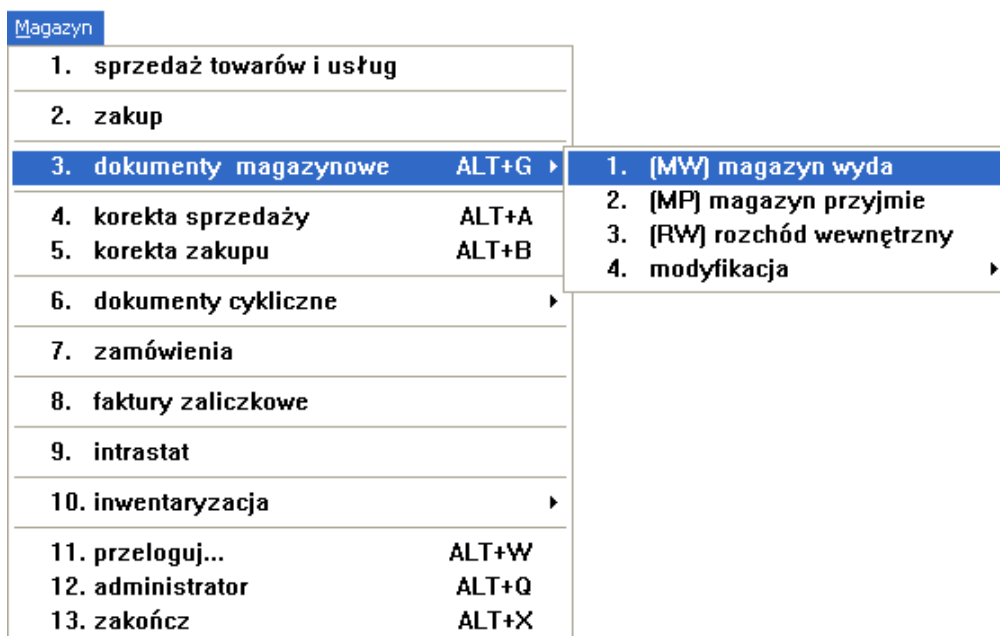 Magazyn
1. sprzedaż towarów i usług
2. zakup
3. dokumenty magazynowe ALT+G
4. korekta sprzedaży ALT+A
5. korekta zakupu ALT+B
6. dokumenty cykliczne
7. zamówienia
8. faktury zaliczkowe
9. intrastat
10. inwentaryzacja
11. przeloguj... ALT+W
12. administrator ALT+Q
13. zakończ ALT+X
1. (MW) magazyn wyda
2. (MP) magazyn przyjmie
3. (RW) rozchód wewnętrzny
4. modyfikacja